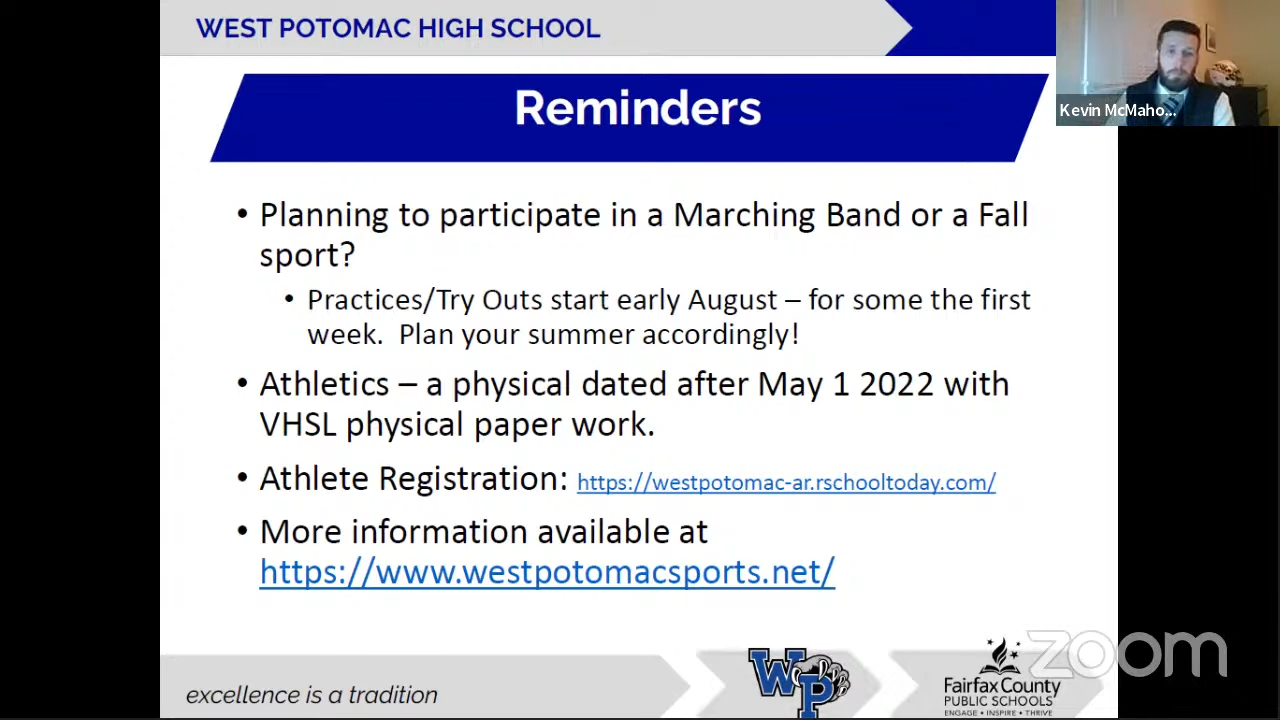 WEST POTOMAC HIGH SCHOOL
Kevin McMaho...
Reminders
• Planning to participate in a Marching Band or a Fall
sport?
• Practices/Try Outs start early August – for some the first
week.  Plan your summer accordingly!
• Athletics – a physical dated after May 1 2022 with
VHSL physical paper work.
• Athlete Registration: https://westpotomac-ar.rschooltoday.com/
• More information available at
https://www.westpotomacsports.net/
excellence is a tradition
WP
zoom
Fairfax County
PUBLIC SCHOOLS
ENGAGE • INSPIRE • THRIVE